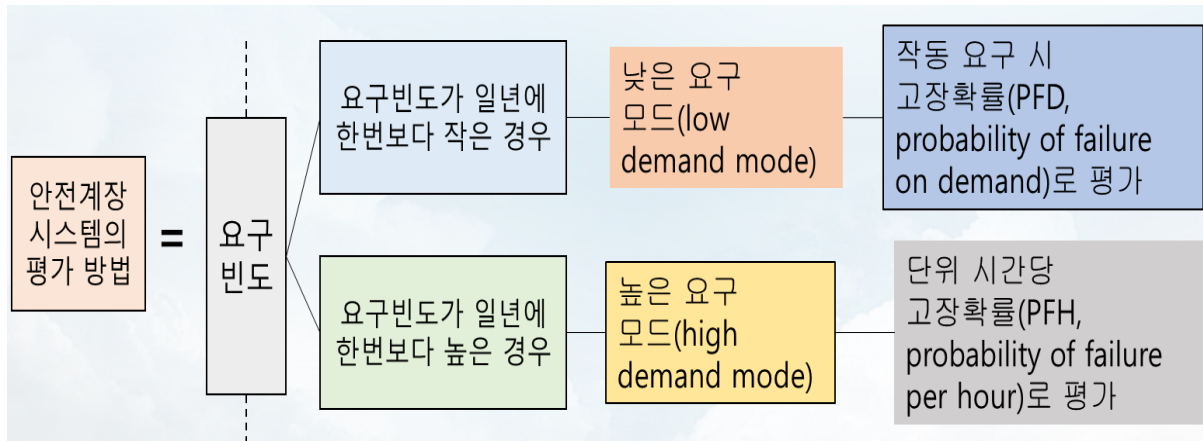 안전계장
시스템의
평가 방법
=
요구
빈도
요구빈도가 일년에
한번보다 작은 경우
낮은 요구
모드(low
demand mode)
작동 요구 시
고장확률(PFD,
probability of failure
on demand)로 평가
요구빈도가 일년에
한번보다 높은 경우
높은 요구
모드(high
demand mode)
단위 시간당
고장확률(PFH,
probability of failure
per hour)로 평가